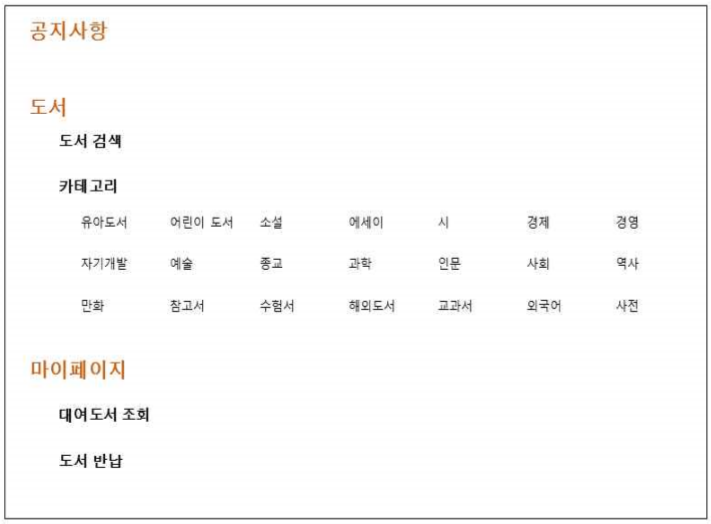 공지사항
도서
도서 검색
카테고리
유아도서 어린이 도서 소설 에세이 시 경제 경영
자기개발 예술 종교 과학 인문 사회 역사
만화 참고서 수험서 해외도서 교과서 외국어 사전
마이페이지
대여도서 조회
도서 반납